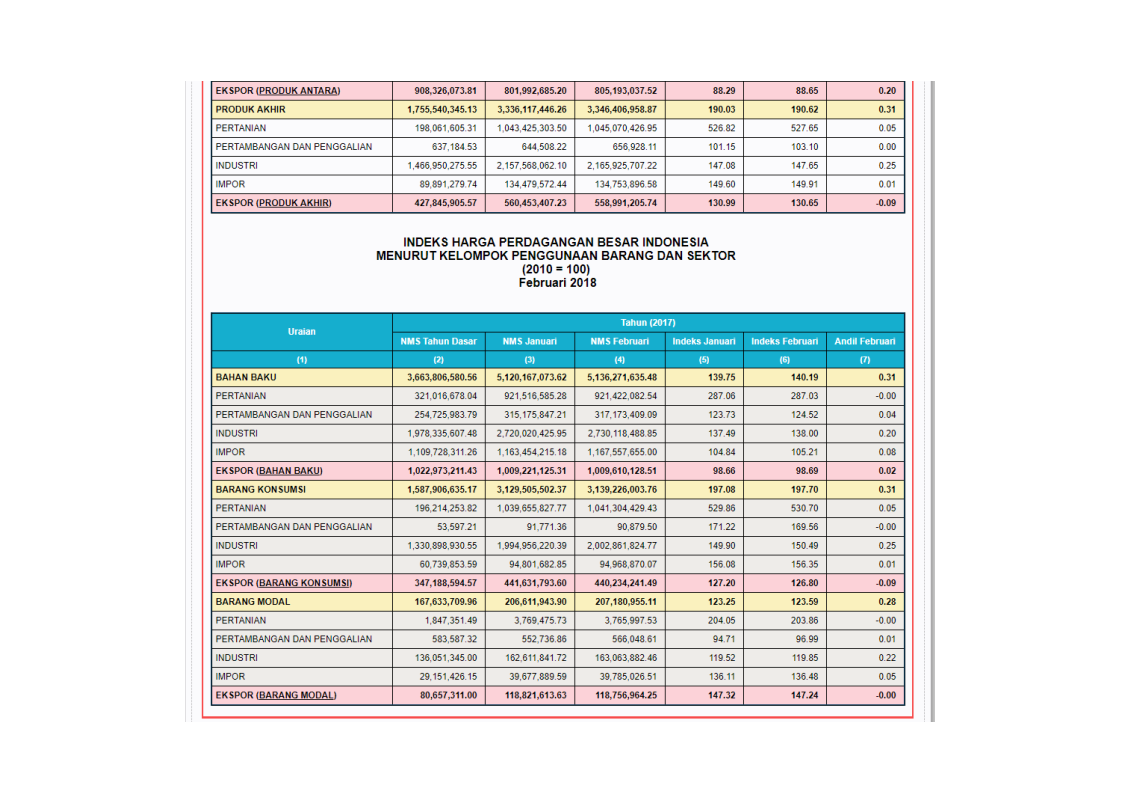 EKSPOR (PRODUK ANTARA) 908,326,073.81 801,992,685.20 805,193,037.52 88.29 88.65 0.20
PRODUK AKHIR 1,755,540,345.13 3,336,117,446.26 3,346,406,958.87 190.03 190.62 0.31
PERTANIAN 198,061,605.31 1,043,425,303.50 1,045,070,426.95 526.82 527.65 0.05
PERTAMBANGAN DAN PENGGALIAN 637,184.53 644,508.22 656,928.11 101.15 103.10 0.00
INDUSTRI 1,466,950,275.55 2,157,568,062.10 2,165,925,707.22 147.08 147.65 0.25
IMPOR 89,891,279.74 134,479,572.44 134,753,896.58 149.60 149.91 0.01
EKSPOR (PRODUK AKHIR) 427,845,905.57 560,453,407.23 558,991,205.74 130.99 130.65 -0.09
INDEKS HARGA PERDAGANGAN BESAR INDONESIA
MENURUT KELOMPOK PENGGUNAAN BARANG DAN SEKTOR
(2010 = 100)
Februari 2018
Uraian Tahun (2017)
NMS Tahun Dasar NMS Januari NMS Februari Indeks Januari Indeks Februari Andil Februari
(1) (2) (3) (4) (5) (6) (7)
BAHAN BAKU 3,663,806,580.56 5,120,167,073.62 5,136,271,635.48 139.75 140.19 0.31
PERTANIAN 321,016,678.04 921,516,585.28 921,422,082.54 287.06 287.03 -0.00
PERTAMBANGAN DAN PENGGALIAN 254,725,983.79 315,175,847.21 317,173,409.09 123.73 124.52 0.04
INDUSTRI 1,978,335,607.48 2,720,020,425.95 2,730,118,488.85 137.49 138.00 0.20
IMPOR 1,109,728,311.26 1,163,454,215.18 1,167,557,655.00 104.84 105.21 0.08
EKSPOR (BAHAN BAKU) 1,022,973,211.43 1,009,221,125.31 1,009,610,128.51 98.66 98.69 0.02
BARANG KONSUMSI 1,587,906,635.17 3,129,505,502.37 3,139,226,003.76 197.08 197.70 0.31
PERTANIAN 196,214,253.82 1,039,655,827.77 1,041,304,429.43 529.86 530.70 0.05
PERTAMBANGAN DAN PENGGALIAN 53,597.21 91,771.36 90,879.50 171.22 169.56 -0.00
INDUSTRI 1,330,898,930.55 1,994,956,220.39 2,002,861,824.77 149.90 150.49 0.25
IMPOR 60,739,853.59 94,801,682.85 94,968,870.07 156.08 156.35 0.01
EKSPOR (BARANG KONSUMSI) 347,188,594.57 441,631,793.60 440,234,241.49 127.20 126.80 -0.09
BARANG MODAL 167,633,709.96 206,611,943.90 207,180,955.11 123.25 123.59 0.28
PERTANIAN 1,847,351.49 3,769,475.73 3,765,997.53 204.05 203.86 -0.00
PERTAMBANGAN DAN PENGGALIAN 583,587.32 552,736.86 566,048.61 94.71 96.99 0.01
INDUSTRI 136,051,345.00 162,611,841.72 163,063,882.46 119.52 119.85 0.22
IMPOR 29,151,426.15 39,677,889.59 39,785,026.51 136.11 136.48 0.05
EKSPOR (BARANG MODAL) 80,657,311.00 118,821,613.63 118,756,964.25 147.32 147.24 -0.00